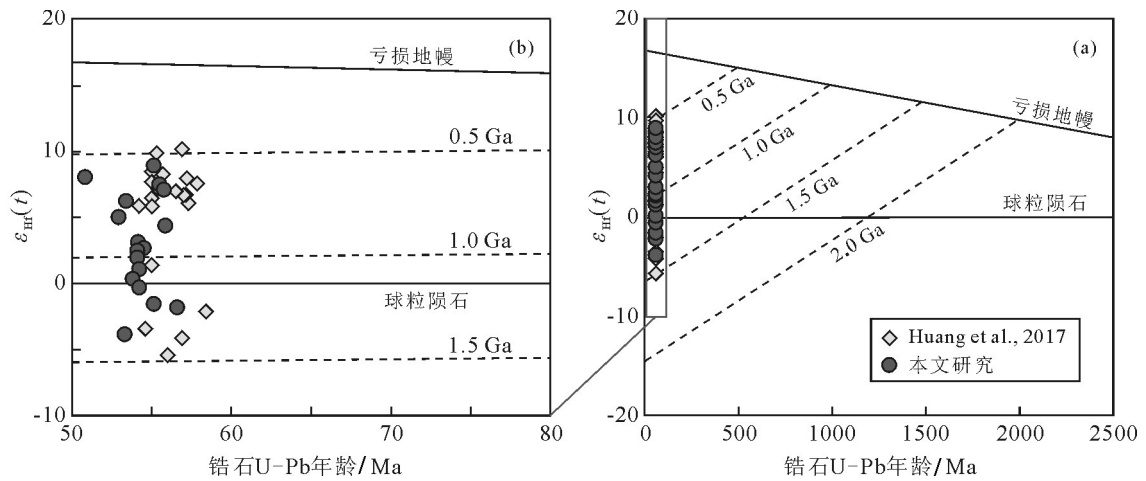 20
(b)
亏损地幔
10
0.5 Ga
εHf(t)
1.0 Ga
0
球粒陨石
1.5 Ga
-10
50
60
70
80
锆石U-Pb年龄/Ma
20
(a)
10
0.5 Ga
1.0 Ga
亏损地幔
1.5 Ga
εHf(t)
0
球粒陨石
2.0 Ga
-10
Huang et al., 2017
本文研究
-20
0
500
1000
1500
2000
2500
锆石U-Pb年龄/Ma